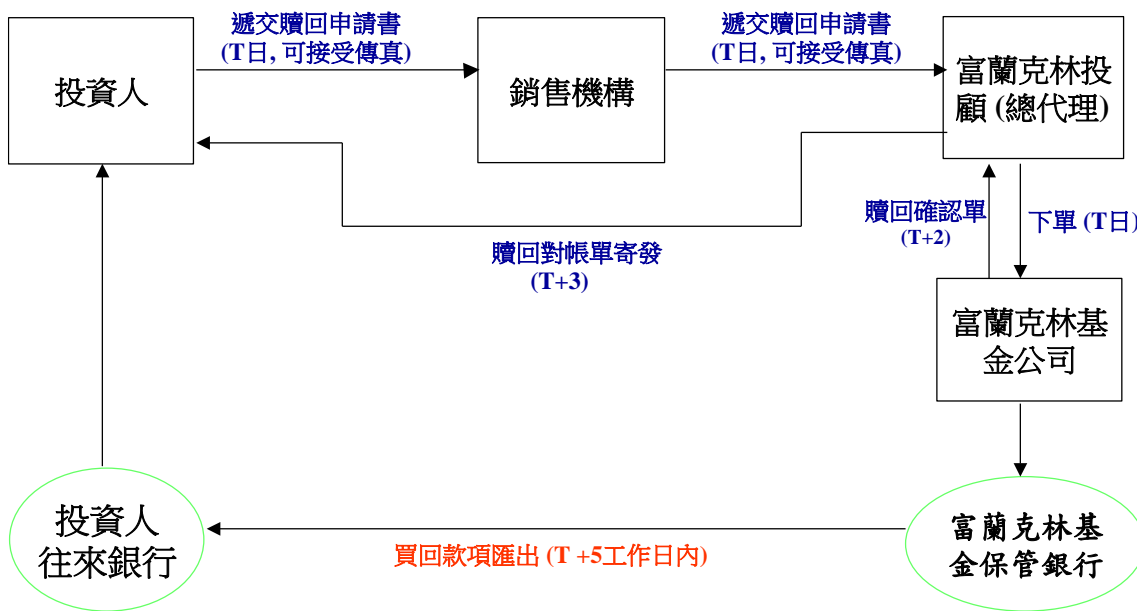 遞交贖回申請書
(T日, 可接受傳真)
遞交贖回申請書
(T日, 可接受傳真)
投資人
銷售機構
富蘭克林投
顧 (總代理)
贖回確認單
(T+2)
下單 (T日)
贖回對帳單寄發
(T+3)
富蘭克林基
金公司
投資人
往來銀行
買回款項匯出 (T +5工作日內)
富蘭克林基
金保管銀行